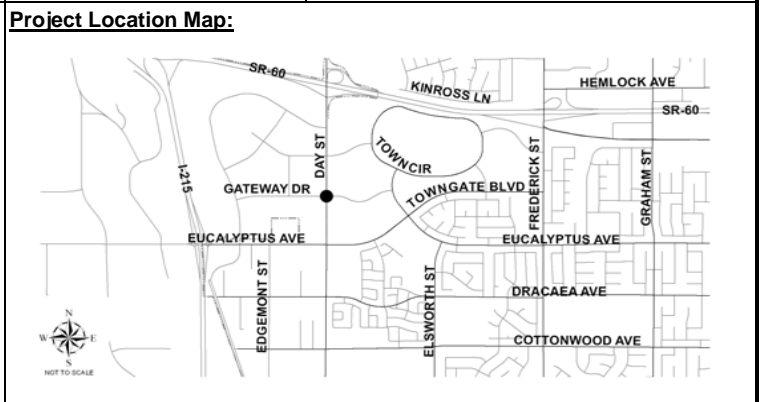 Project Location Map:
SR-60
KINROSS LN
HEMLOCK AVE
SR-60
DAY ST
TOWN CIR
FREDERICK ST
GRAHAM ST
I-215
GATEWAY DR
TOWNGATE BLVD
EUCALYPTUS AVE
EUCALYPTUS AVE
EDGEMONT ST
ELSWORTH ST
DRACAEA AVE
COTTONWOOD AVE
N
W
E
S
NOT TO SCALE